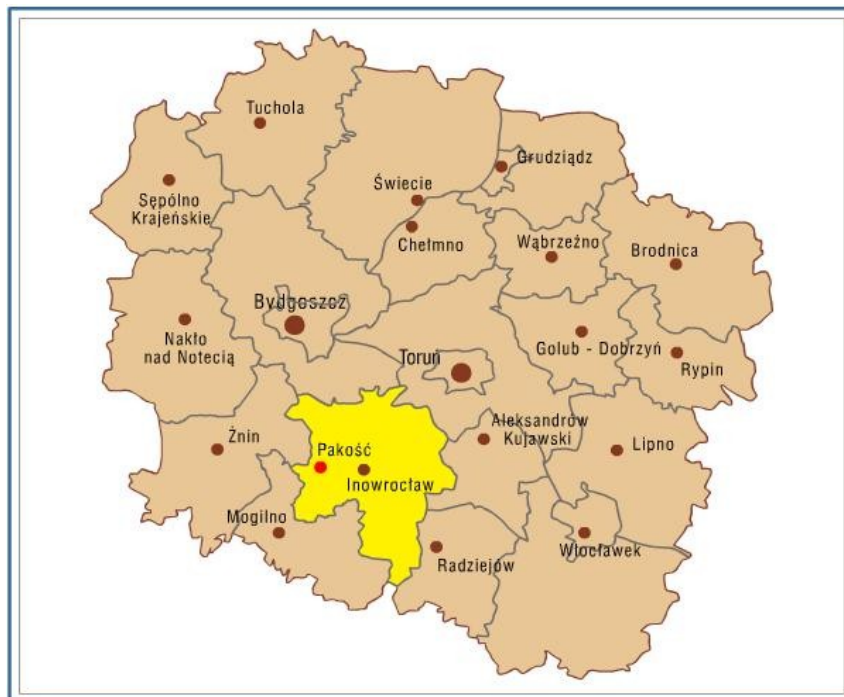 Tuchola
Grudziądz
Sępólno
Krajeńskie
Świecie
Chełmno
Wąbrzeźno
Brodnica
Bydgoszcz
Nakło
nad Notecią
Toruń
Golub - Dobrzyń
Rypin
Żnin
Pakość
Inowrocław
Aleksandrów
Kujawski
Lipno
Mogilno
Radziejów
Włocławek